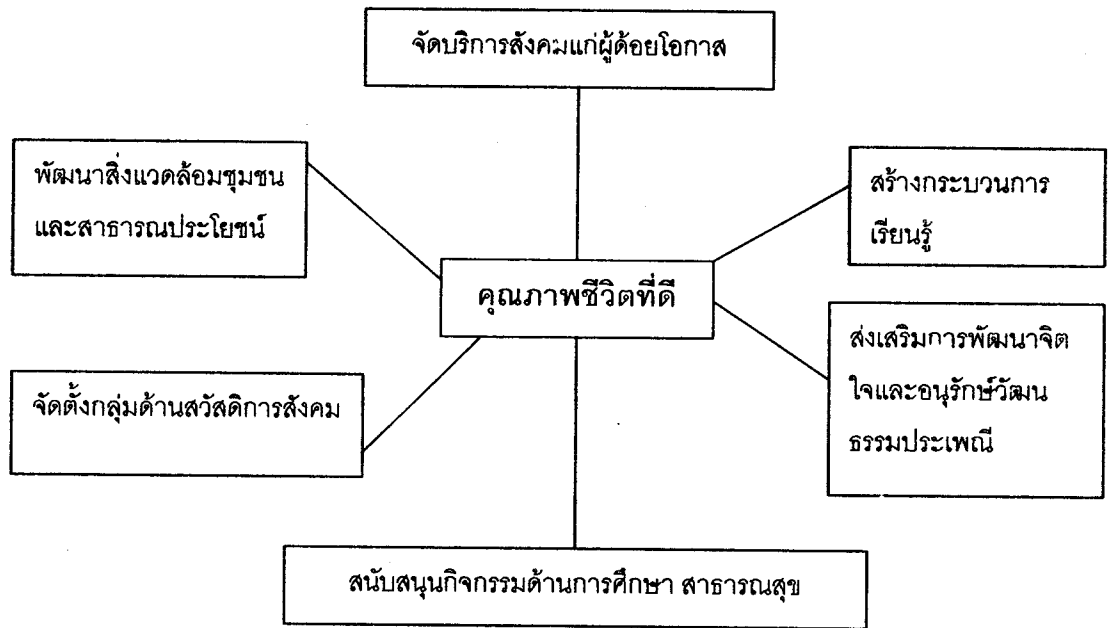 จัดบริการสังคมแก่ผู้ด้อยโอกาส
พัฒนาสิ่งแวดล้อมชุมชน
และสาธารณประโยชน์
สร้างกระบวนการ
เรียนรู้
คุณภาพชีวิตที่ดี
ส่งเสริมการพัฒนาจิต
ใจและอนุรักษ์วัฒน
ธรรมประเพณี
จัดตั้งกลุ่มด้านสวัสดิการสังคม
สนับสนุนกิจกรรมด้านการศึกษา สาธารณสุข